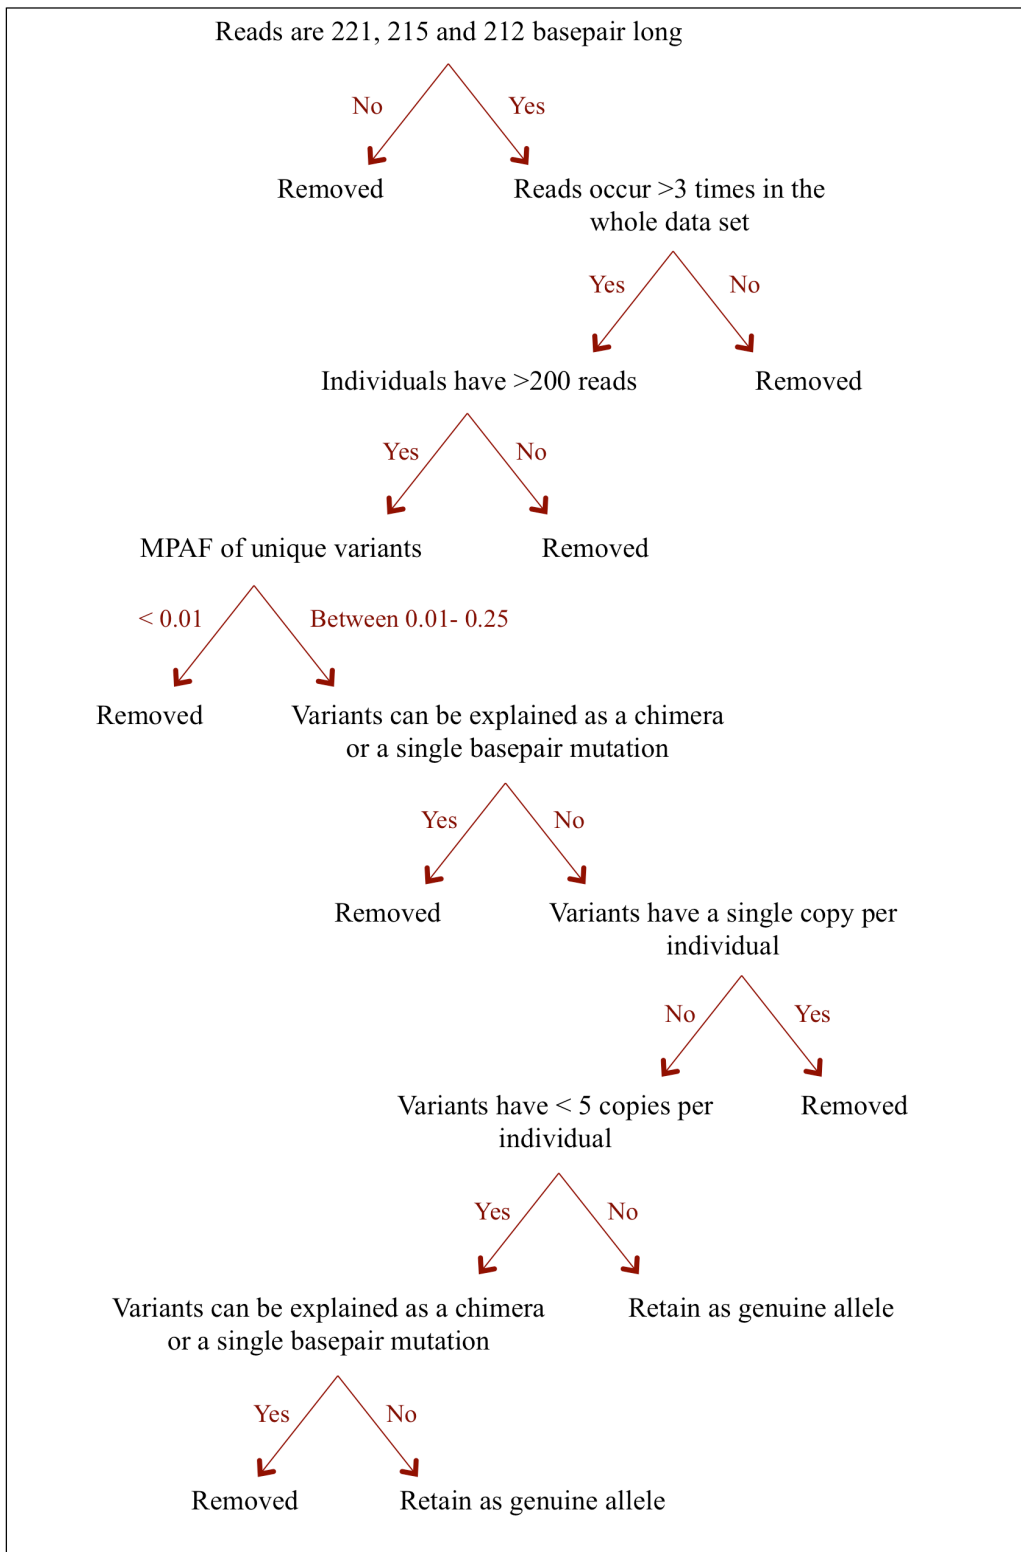 Reads are 221, 215 and 212 basepair long
No
Yes
Removed
Reads occur >3 times in the
whole data set
Yes
No
Individuals have >200 reads
Removed
Yes
No
MPAF of unique variants
Removed
< 0.01
Between 0.01- 0.25
Removed
Variants can be explained as a chimera
or a single basepair mutation
Yes
No
Removed
Variants have a single copy per
individual
No
Yes
Variants have < 5 copies per
individual
Removed
Yes
No
Variants can be explained as a chimera
or a single basepair mutation
Retain as genuine allele
Yes
No
Removed
Retain as genuine allele